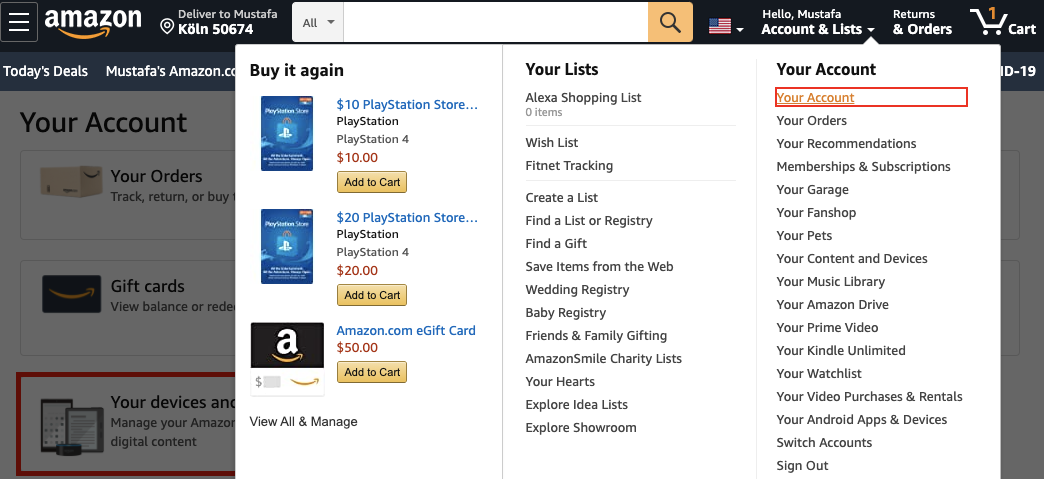 amazon
Deliver to Mustafa
Köln 50674
All
Hello, Mustafa
Account & Lists
Returns
& Orders
1
Cart
Today's Deals
Mustafa's Amazon.co
ID-19
Your Account
Your Orders
Track, return, or buy t
Gift cards
View balance or rede
Your devices and
Manage your Amazon
digital content
Buy it again
PlayStation Store
$10 PlayStation Store…
PlayStation
PlayStation 4
$10.00
Add to Cart
PlayStation Store
$20 PlayStation Store…
PlayStation
PlayStation 4
$20.00
Add to Cart
a
$
Amazon.com eGift Card
$50.00
Add to Cart
View All & Manage
Your Lists
Alexa Shopping List
0 items
Wish List
Fitnet Tracking
Create a List
Find a List or Registry
Find a Gift
Save Items from the Web
Wedding Registry
Baby Registry
Friends & Family Gifting
AmazonSmile Charity Lists
Your Hearts
Explore Idea Lists
Explore Showroom
Your Account
Your Account
Your Orders
Your Recommendations
Memberships & Subscriptions
Your Garage
Your Fanshop
Your Pets
Your Content and Devices
Your Music Library
Your Amazon Drive
Your Prime Video
Your Kindle Unlimited
Your Watchlist
Your Video Purchases & Rentals
Your Android Apps & Devices
Switch Accounts
Sign Out